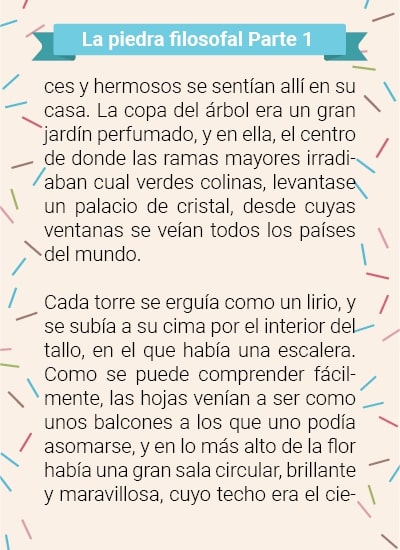 La piedra filosofal Parte 1
ces y hermosos se sentían allí en su
casa. La copa del árbol era un gran
jardín perfumado, y en ella, el centro
de donde las ramas mayores irradi-
aban cual verdes colinas, levantase
un palacio de cristal, desde cuyas
ventanas se veían todos los países
del mundo.
Cada torre se erguía como un lirio, y
se subía a su cima por el interior del
tallo, en el que había una escalera.
Como se puede comprender fácil-
mente, las hojas venían a ser como
unos balcones a los que uno podía
asomarse, y en lo más alto de la flor
había una gran sala circular, brillante
y maravillosa, cuyo techo era el cie-